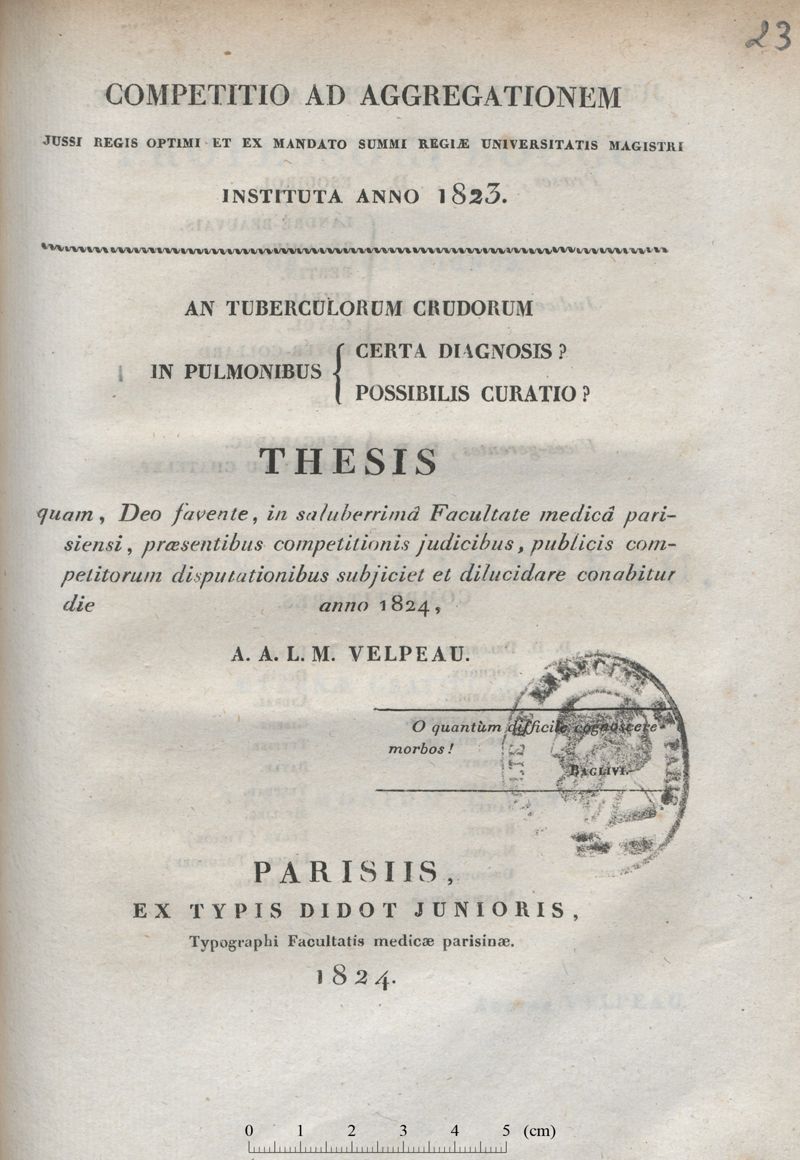 23
COMPETITIO AD AGGREGATIONEM
JUSSI REGIS OPTIMI ET EX MANDATO SUMMI REGIÆ UNIVERSITATIS MAGISTRI
INSTITUTA ANNO 1823.
AN TUBERCULORUM CRUDORUM
IN PULMONIBUS { CERTA DIAGNOSIS ?
POSSIBILIS CURATIO ?
THESIS
quam, Deo favente, in saluberrimâ Facultate medicâ pari-
siensi, præsentibus competitionis judicibus, publicis com-
petitorum disputationibus subjiciet et dilucidare conabitur
die anno 1824,
A. A. L. M. VELPEAU.
O quantùm difficile cognoscere
morbos !
BAGLIVI.
PARISIIS,
EX TYPIS DIDOT JUNIORIS,
Typographi Facultatis medicæ parisinæ.
1824.
0 1 2 3 4 5 (cm)